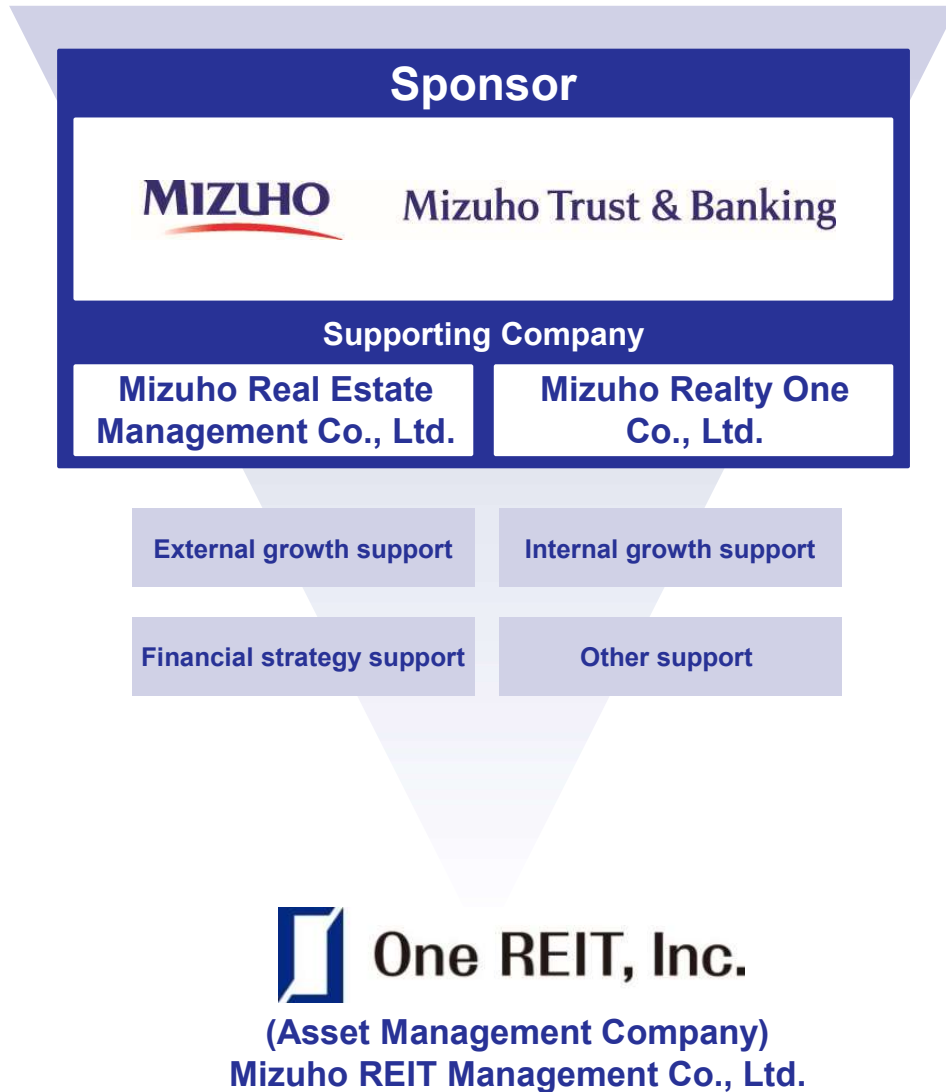 Sponsor
MIZUHO Mizuho Trust & Banking
Supporting Company
Mizuho Real Estate
Management Co., Ltd.
Mizuho Realty One
Co., Ltd.
External growth support
Internal growth support
Financial strategy support
Other support
One REIT, Inc.
(Asset Management Company)
Mizuho REIT Management Co., Ltd.